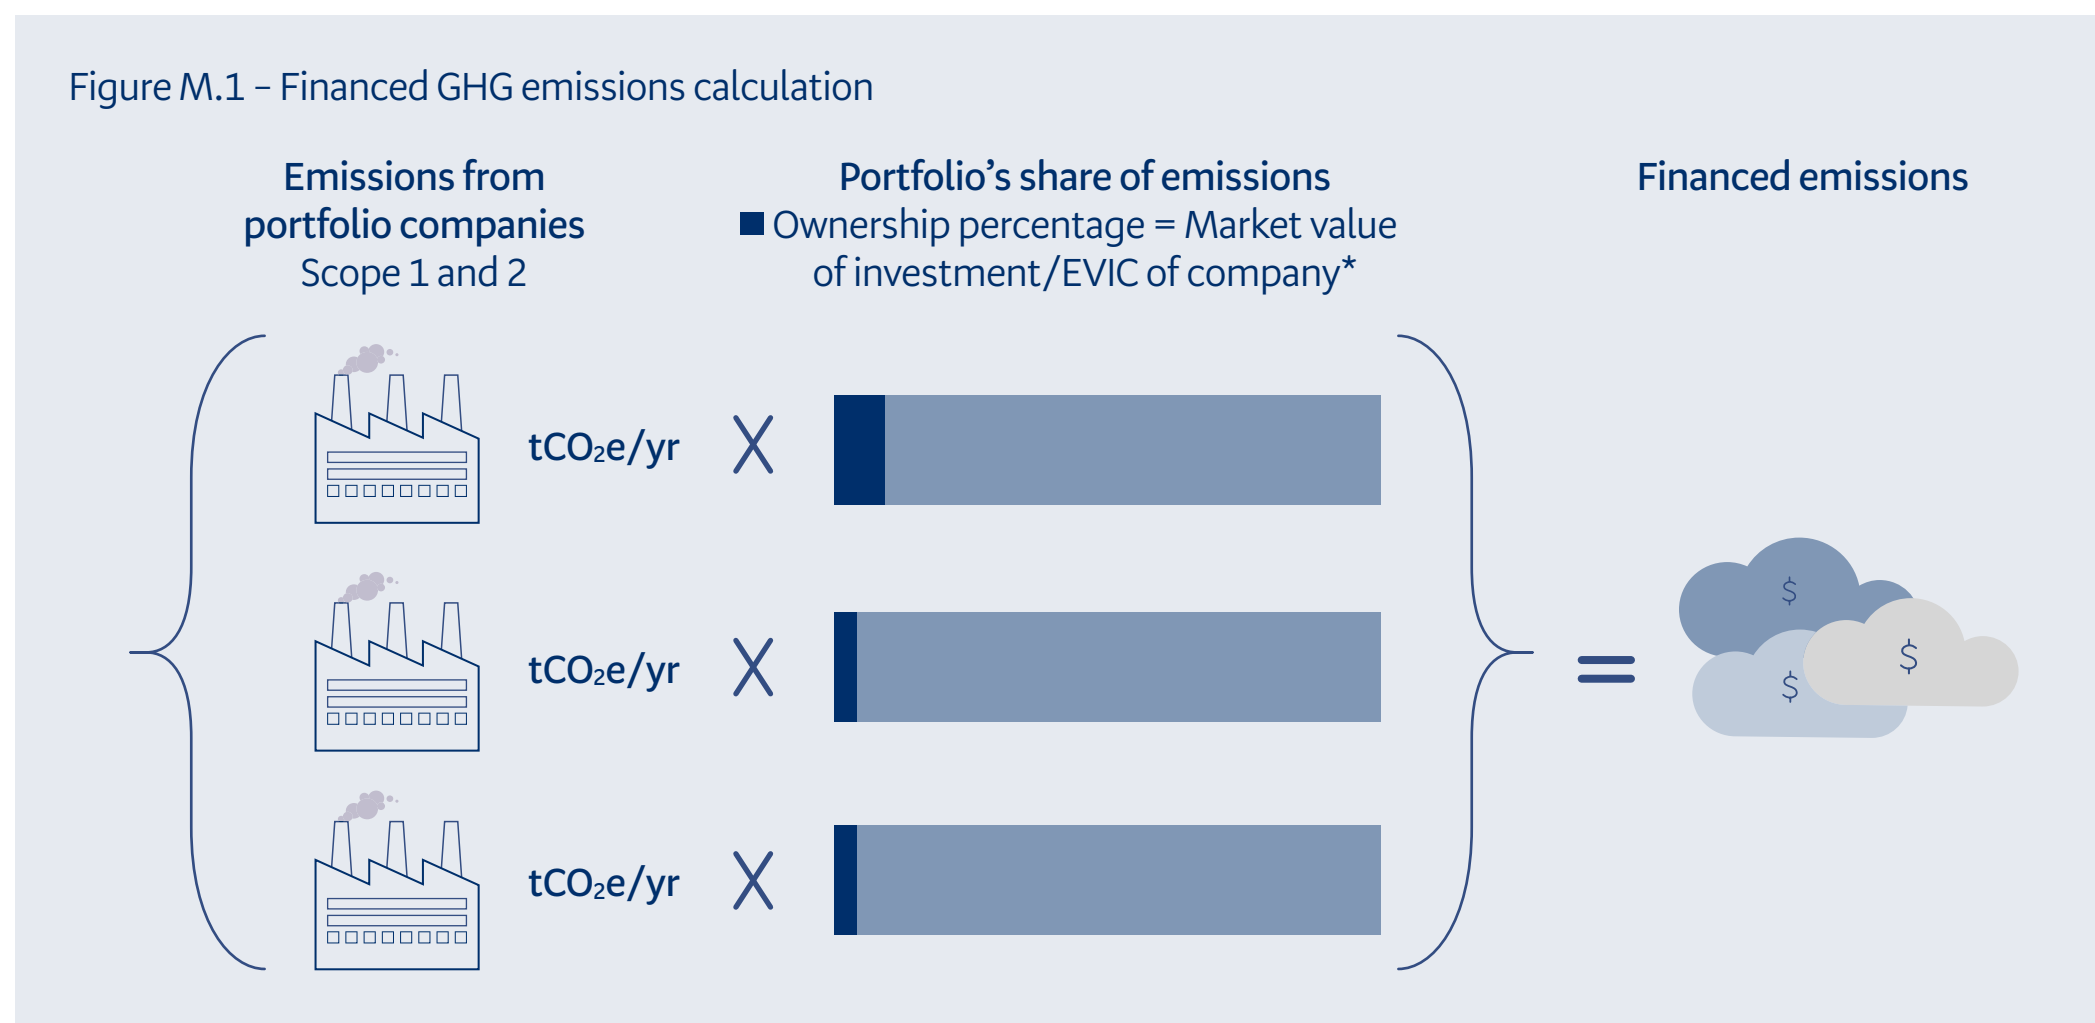 Figure M.1 – Financed GHG emissions calculation
Emissions from
portfolio companies
Scope 1 and 2
Portfolio’s share of emissions
Ownership percentage = Market value
of investment/EVIC of company*
Financed emissions
tCO₂e/yr X
tCO₂e/yr X
tCO₂e/yr X
=
$
$
$